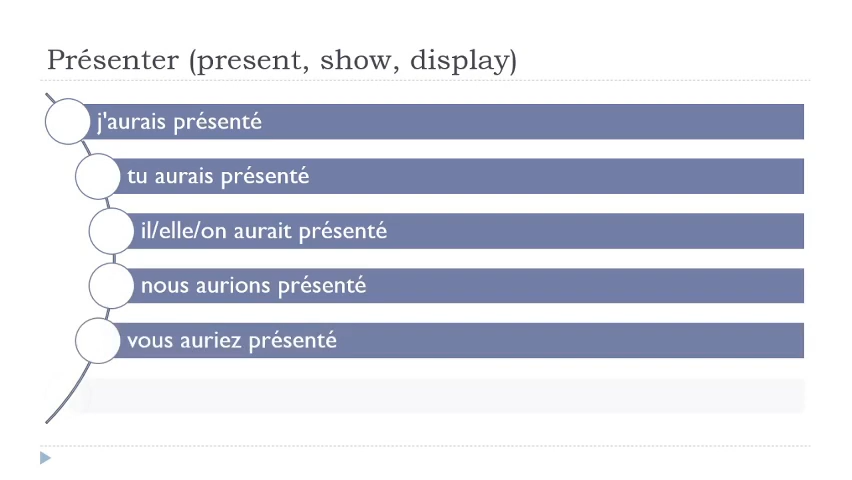 Présenter (present, show, display)
j'aurais présenté
tu aurais présenté
il/elle/on aurait présenté
nous aurions présenté
vous auriez présenté